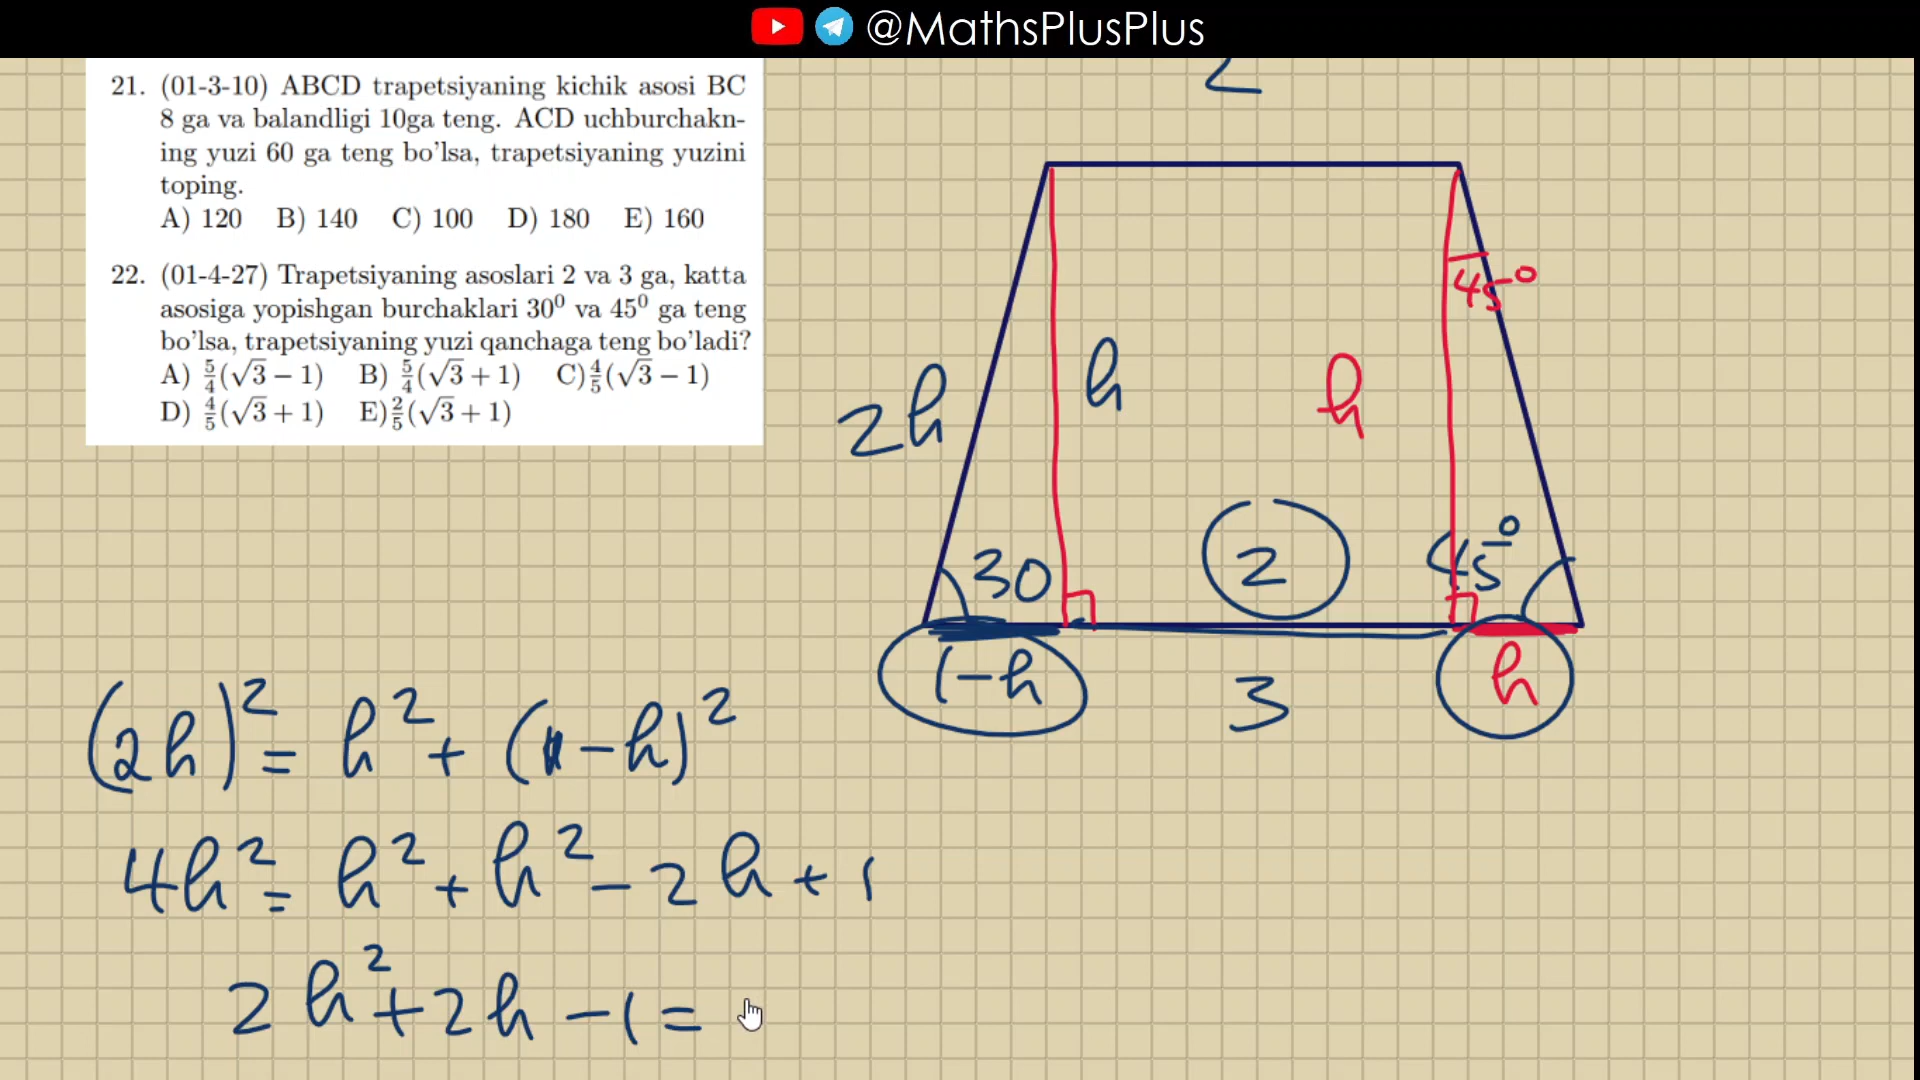 @MathsPlusPlus
21. (01-3-10) ABCD trapetsiyaning kichik asosi BC
8 ga va balandligi 10ga teng. ACD uchburchakn-
ing yuzi 60 ga teng bo'lsa, trapetsiyaning yuzini
toping.
A) 120 B) 140 C) 100 D) 180 E) 160
22. (01-4-27) Trapetsiyaning asoslari 2 va 3 ga, katta
asosiga yopishgan burchaklari 30⁰ va 45⁰ ga teng
bo'lsa, trapetsiyaning yuzi qanchaga teng bo'ladi?
A) 5/4(√3 − 1) B) 5/4(√3 + 1) C)4/5(√3 − 1)
D) 4/5(√3 + 1) E)2/5(√3 + 1)
2
45°
2h h h
30 2 45°
1-h 3 h
(2h)² = h² + (1-h)²
4h² = h² + h² - 2h + 1
2h² + 2h - 1 =